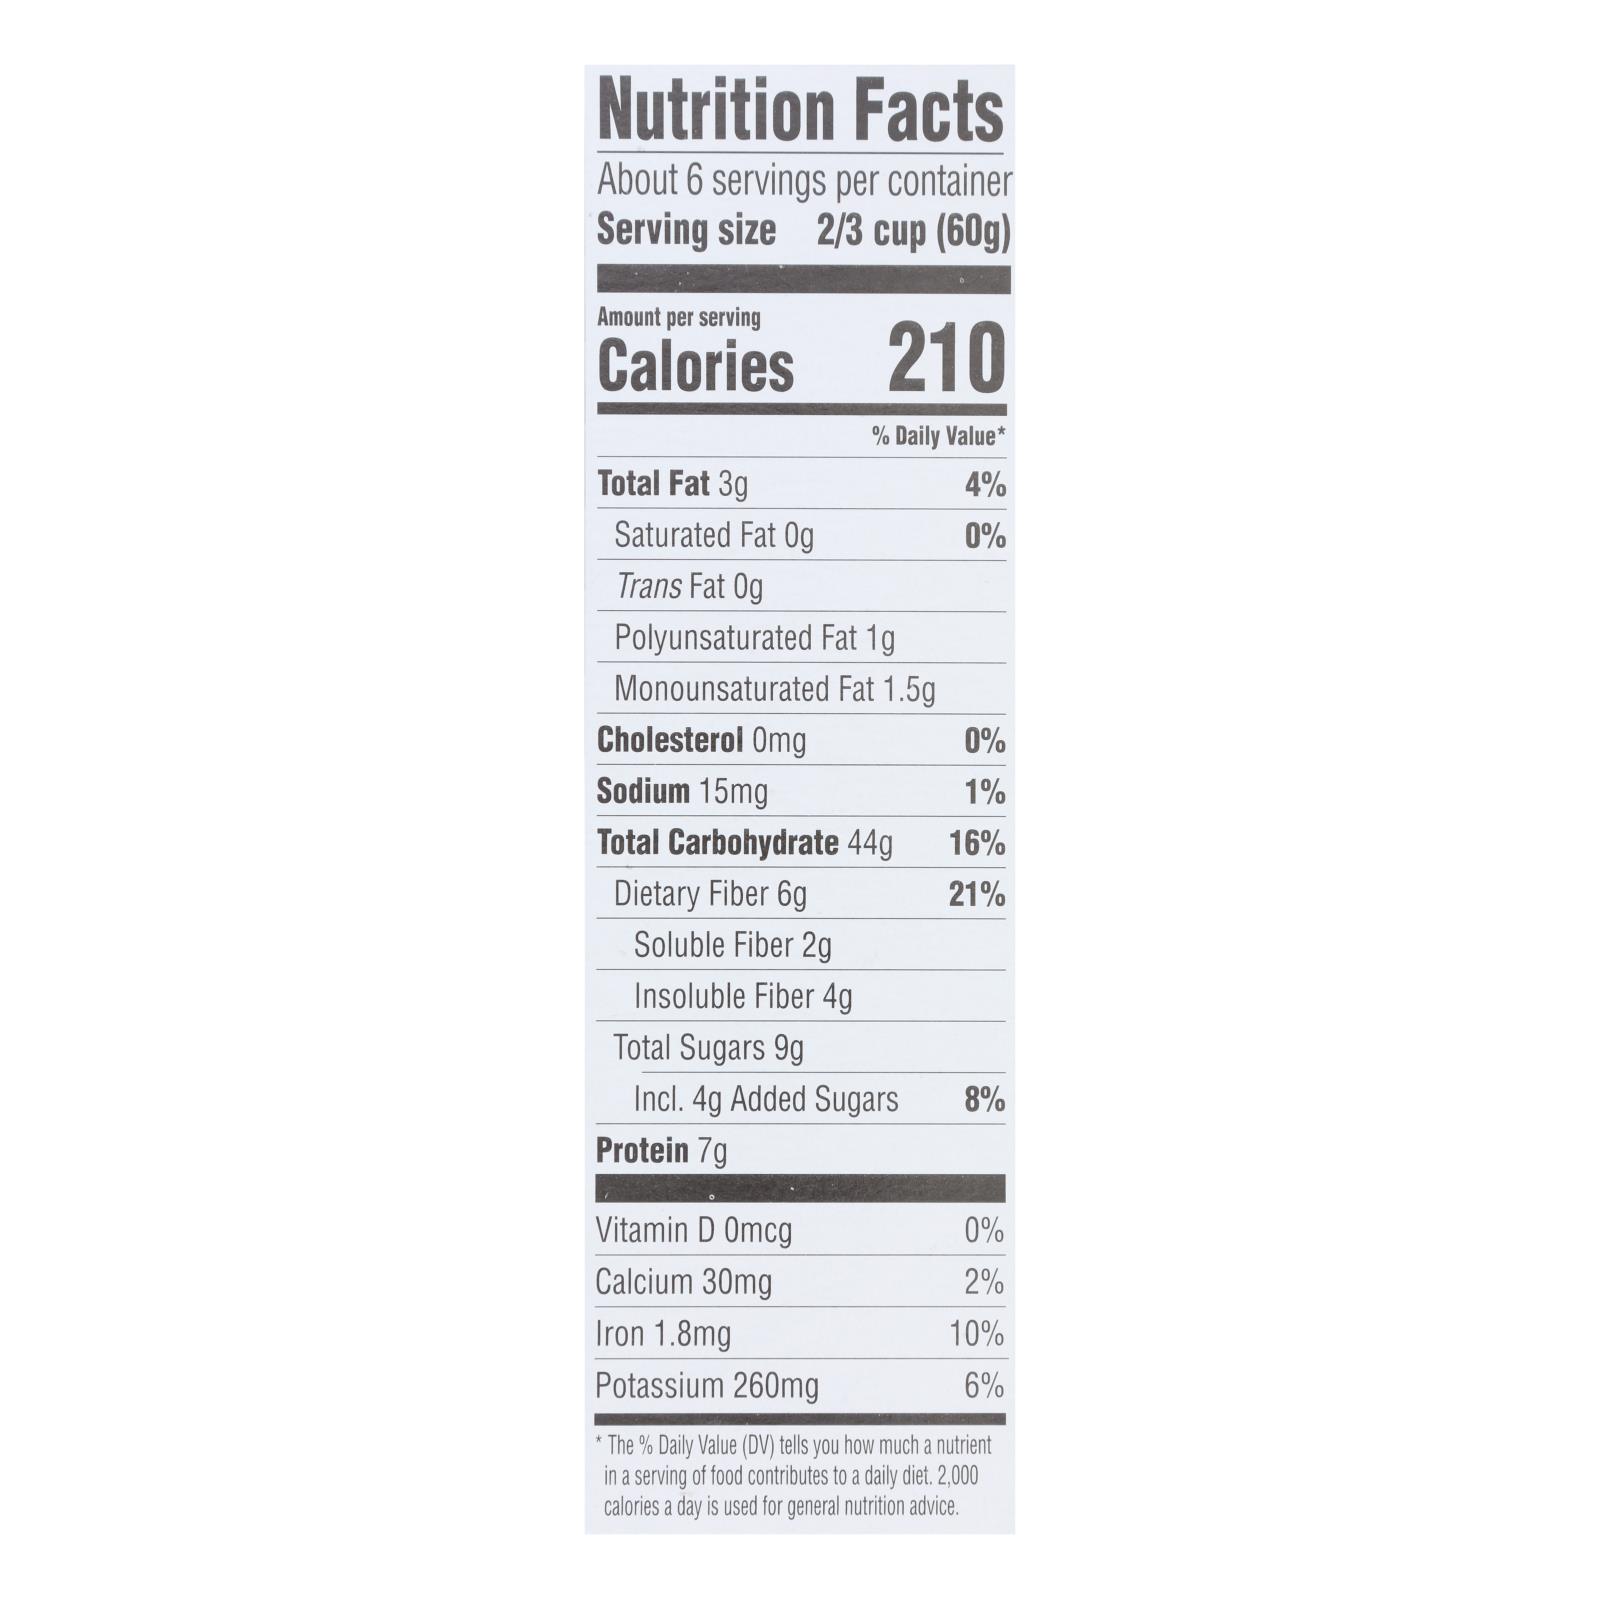 Nutrition Facts
About 6 servings per container
Serving size 2/3 cup (60g)
Amount per serving
Calories 210
% Daily Value*
Total Fat 3g 4%
Saturated Fat 0g 0%
Trans Fat 0g
Polyunsaturated Fat 1g
Monounsaturated Fat 1.5g
Cholesterol 0mg 0%
Sodium 15mg 1%
Total Carbohydrate 44g 16%
Dietary Fiber 6g 21%
Soluble Fiber 2g
Insoluble Fiber 4g
Total Sugars 9g
Incl. 4g Added Sugars 8%
Protein 7g
Vitamin D 0mcg 0%
Calcium 30mg 2%
Iron 1.8mg 10%
Potassium 260mg 6%
* The % Daily Value (DV) tells you how much a nutrient
in a serving of food contributes to a daily diet. 2,000
calories a day is used for general nutrition advice.